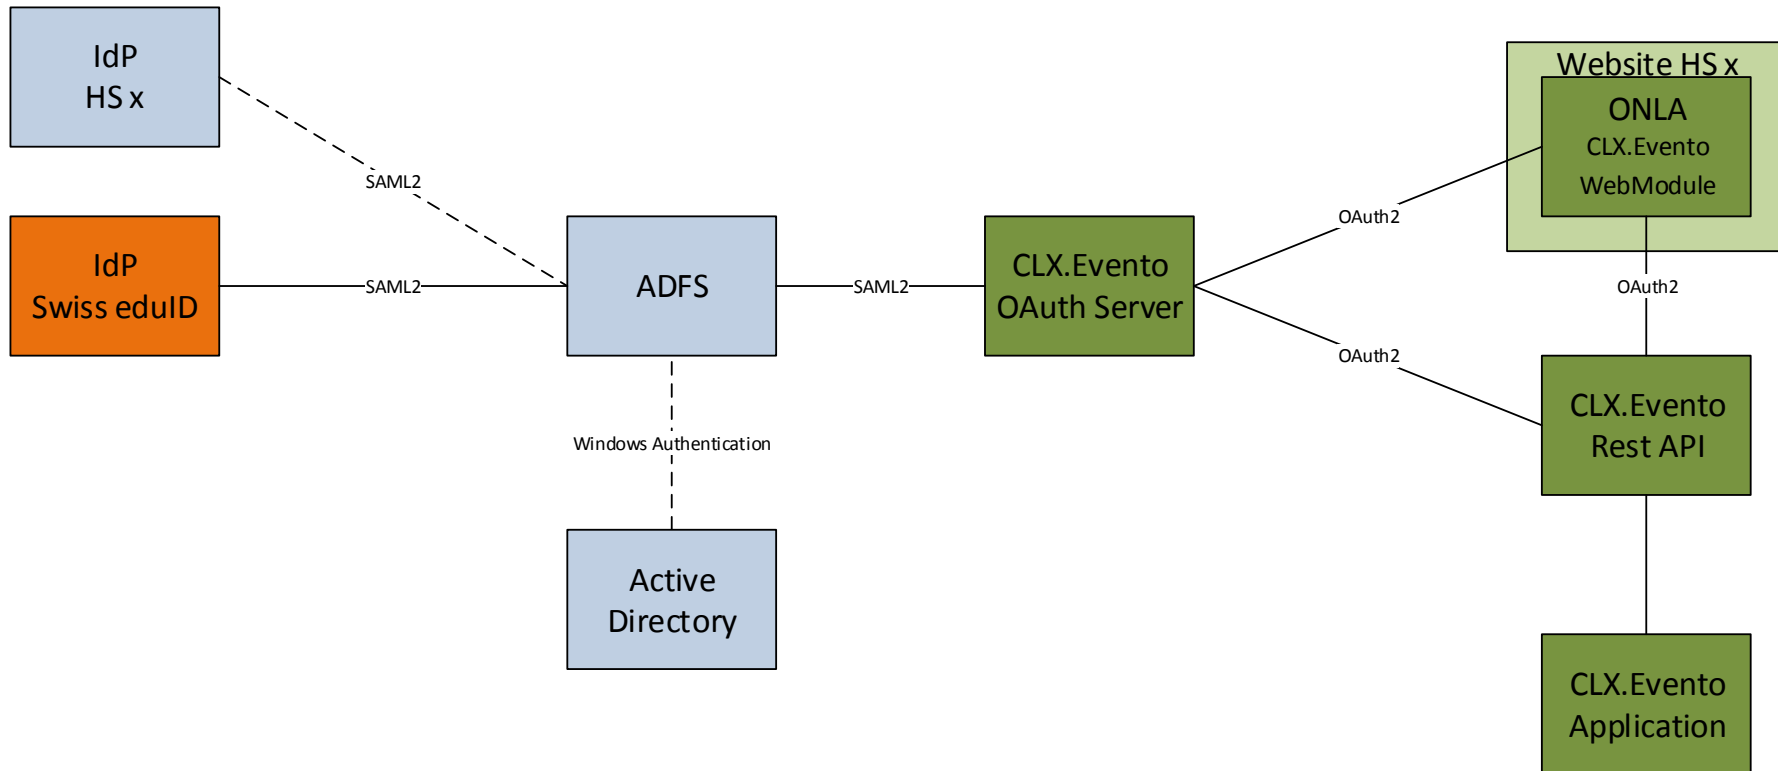 IdP
HS x
Website HS x
ONLA
CLX.Evento
WebModule
SAML2
OAuth2
IdP
Swiss eduID
SAML2
ADFS
SAML2
CLX.Evento
OAuth Server
OAuth2
OAuth2
Windows Authentication
CLX.Evento
Rest API
Active
Directory
CLX.Evento
Application